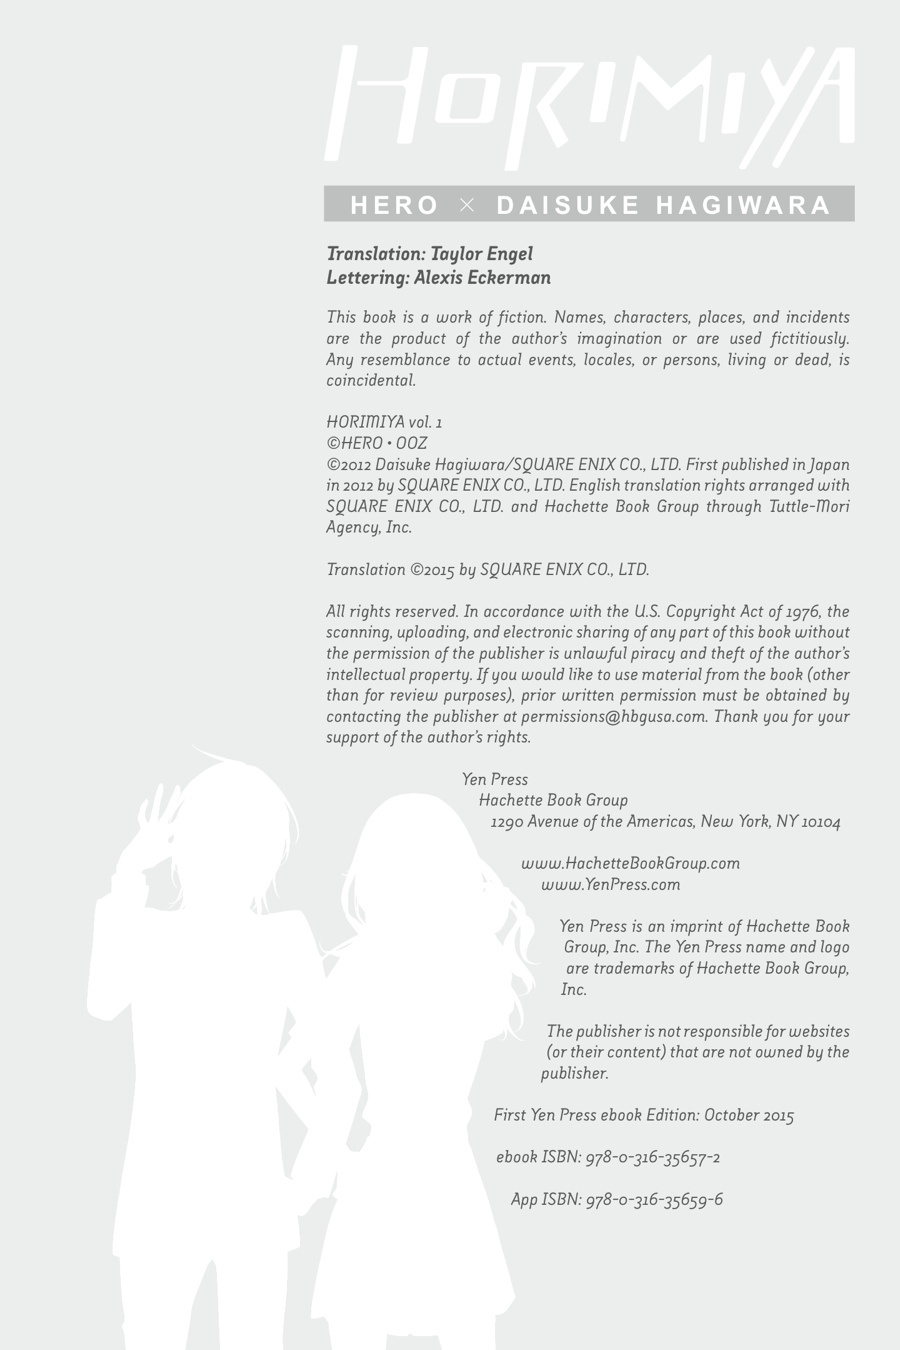 HORIMIYA
HERO × DAISUKE HAGIWARA
Translation: Taylor Engel
Lettering: Alexis Eckerman
This book is a work of fiction. Names, characters, places, and incidents
are the product of the author's imagination or are used fictitiously.
Any resemblance to actual events, locales, or persons, living or dead, is
coincidental.
HORIMIYA vol. 1
©HERO • OOZ
©2012 Daisuke Hagiwara/SQUARE ENIX CO., LTD. First published in Japan
in 2012 by SQUARE ENIX CO., LTD. English translation rights arranged with
SQUARE ENIX CO., LTD. and Hachette Book Group through Tuttle-Mori
Agency, Inc.
Translation ©2015 by SQUARE ENIX CO., LTD.
All rights reserved. In accordance with the U.S. Copyright Act of 1976, the
scanning, uploading, and electronic sharing of any part of this book without
the permission of the publisher is unlawful piracy and theft of the author's
intellectual property. If you would like to use material from the book (other
than for review purposes), prior written permission must be obtained by
contacting the publisher at permissions@hbgusa.com. Thank you for your
support of the author's rights.
Yen Press
Hachette Book Group
1290 Avenue of the Americas, New York, NY 10104
www.HachetteBookGroup.com
www.YenPress.com
Yen Press is an imprint of Hachette Book
Group, Inc. The Yen Press name and logo
are trademarks of Hachette Book Group,
Inc.
The publisher is not responsible for websites
(or their content) that are not owned by the
publisher.
First Yen Press ebook Edition: October 2015
ebook ISBN: 978-0-316-35657-2
App ISBN: 978-0-316-35659-6